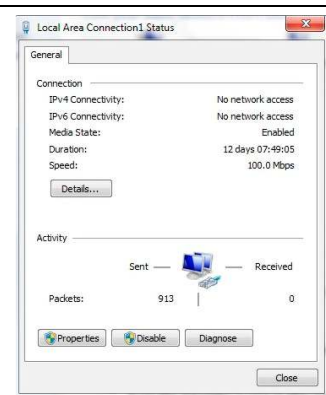 Local Area Connection1 Status
General
Connection
IPv4 Connectivity: No network access
IPv6 Connectivity: No network access
Media State: Enabled
Duration: 12 days 07:49:05
Speed: 100.0 Mbps
Details...
Activity
Sent Received
Packets: 913 0
Properties Disable Diagnose
Close